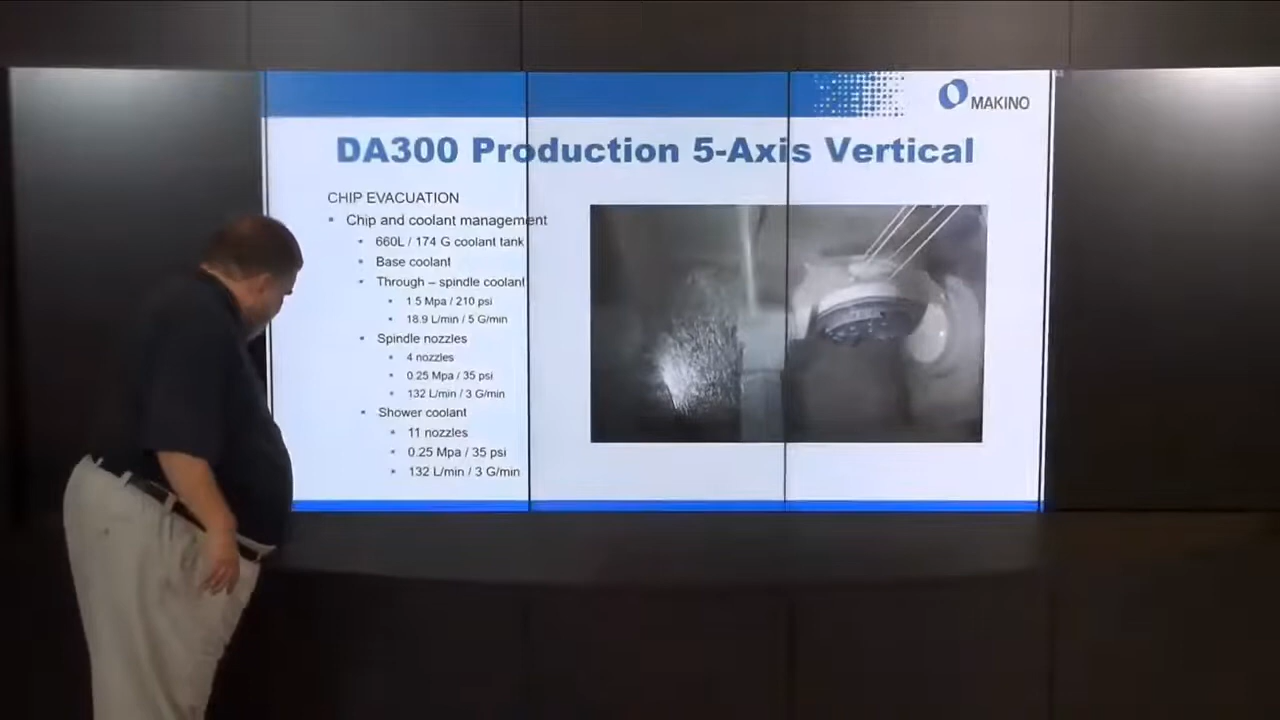 MAKINO
DA300 Production 5-Axis Vertical
CHIP EVACUATION
Chip and coolant management
660L / 174 G coolant tank
Base coolant
Through – spindle coolant
1.5 Mpa / 210 psi
18.9 L/min / 5 G/min
Spindle nozzles
4 nozzles
0.25 Mpa / 35 psi
132 L/min / 3 G/min
Shower coolant
11 nozzles
0.25 Mpa / 35 psi
132 L/min / 3 G/min